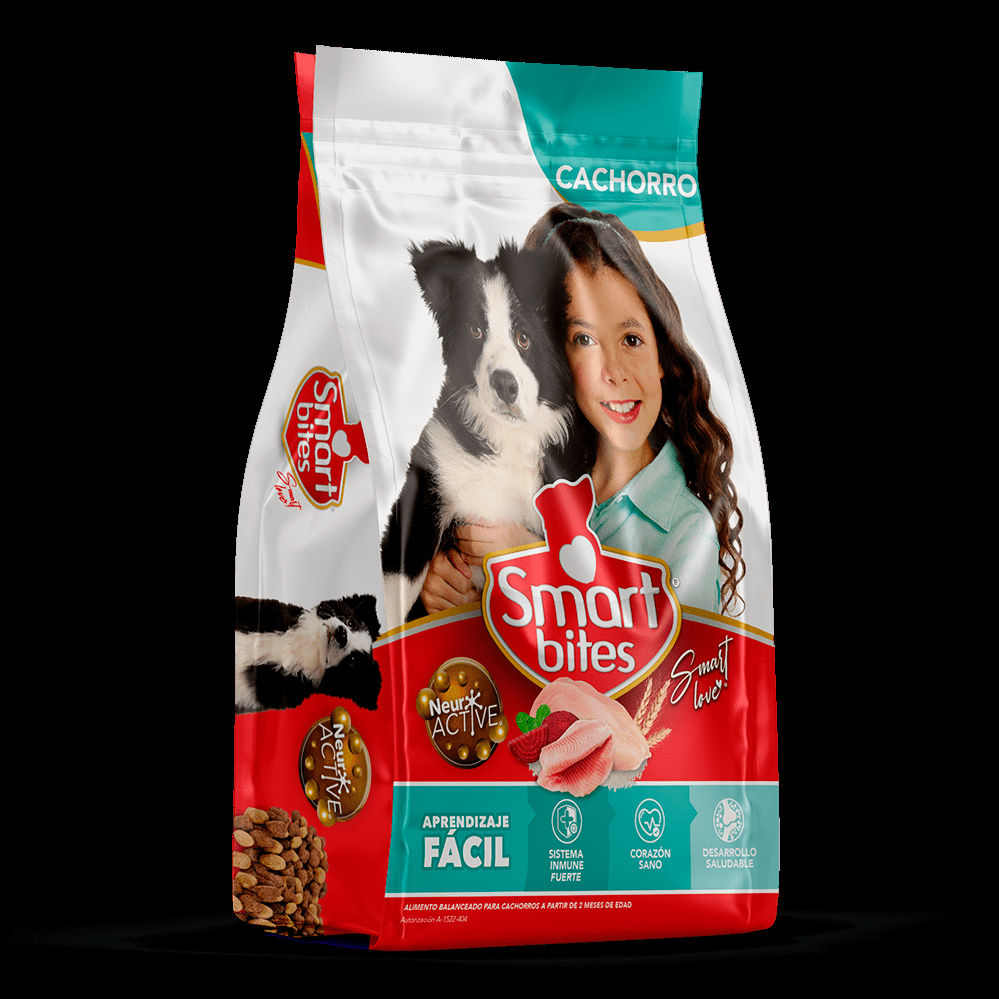 CACHORRO
Smart
bites
Smart
bites
®
Smart
love
Smart
love
Neuro
ACTIVE
Neuro
ACTIVE
APRENDIZAJE
FÁCIL
SISTEMA
INMUNE
FUERTE
CORAZÓN
SANO
DESARROLLO
SALUDABLE
ALIMENTO BALANCEADO PARA CACHORROS A PARTIR DE 2 MESES DE EDAD
Autorización A-1522-404